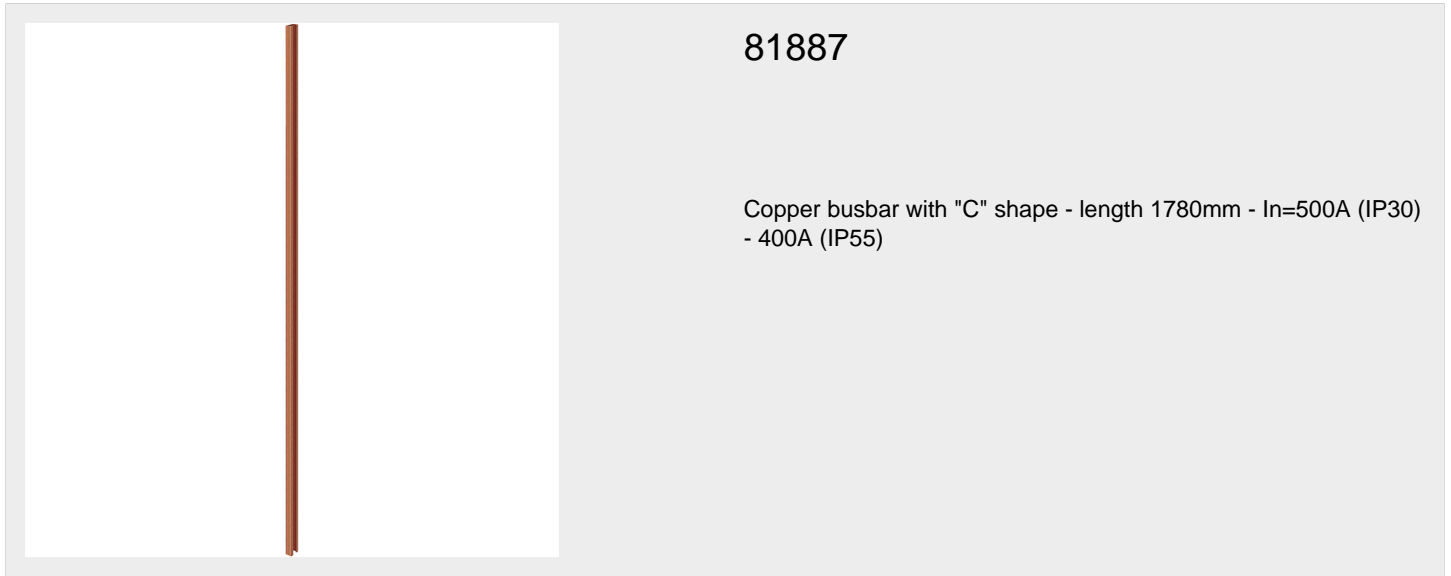 81887
Copper busbar with "C" shape - length 1780mm - In=500A (IP30)
- 400A (IP55)